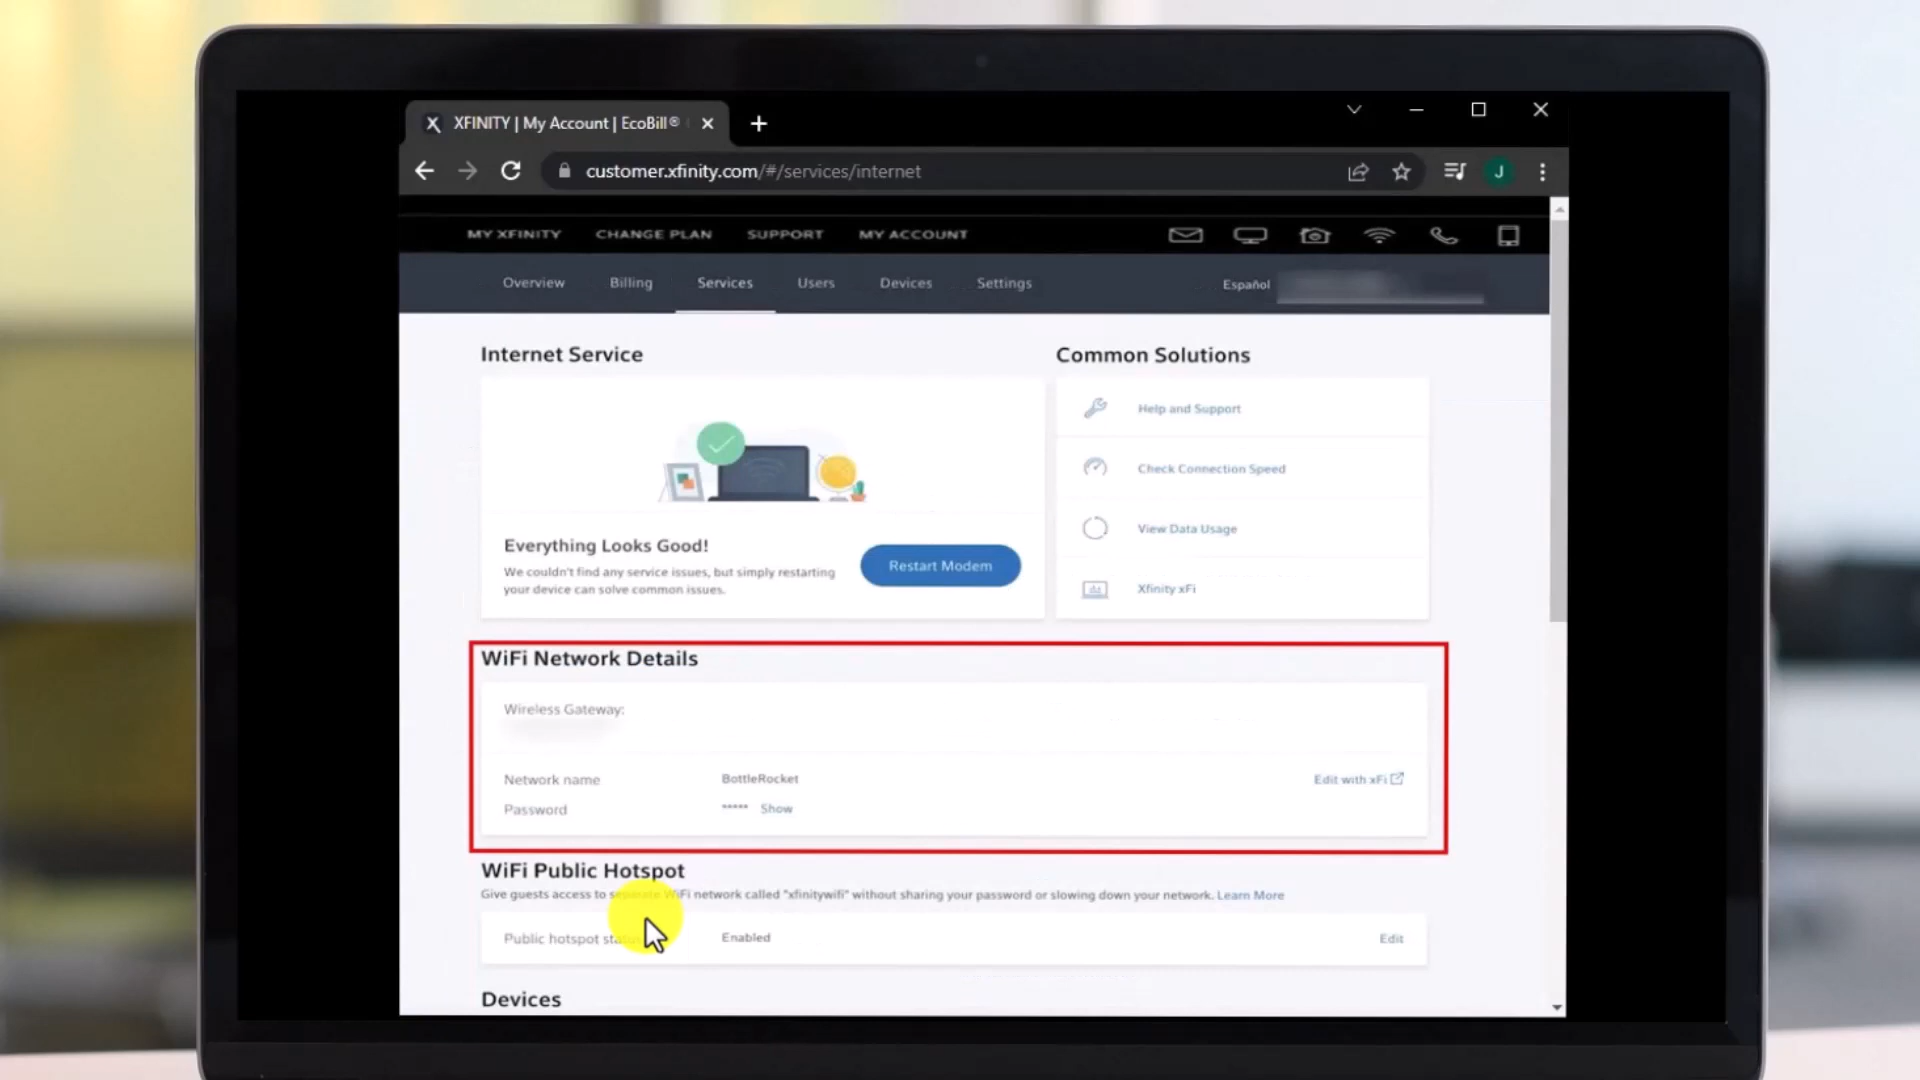 XFINITY | My Account | EcoBill®
customer.xfinity.com/#/services/internet
J
MY XFINITY CHANGE PLAN SUPPORT MY ACCOUNT
Overview Billing Services Users Devices Settings Español
Internet Service
Everything Looks Good!
We couldn't find any service issues, but simply restarting
your device can solve common issues.
Restart Modem
Common Solutions
Help and Support
Check Connection Speed
View Data Usage
Xfinity xFi
WiFi Network Details
Wireless Gateway:
Network name BottleRocket Edit with xFi
Password ••••• Show
WiFi Public Hotspot
Give guests access to separate WiFi network called "xfinitywifi" without sharing your password or slowing down your network. Learn More
Public hotspot status Enabled Edit
Devices